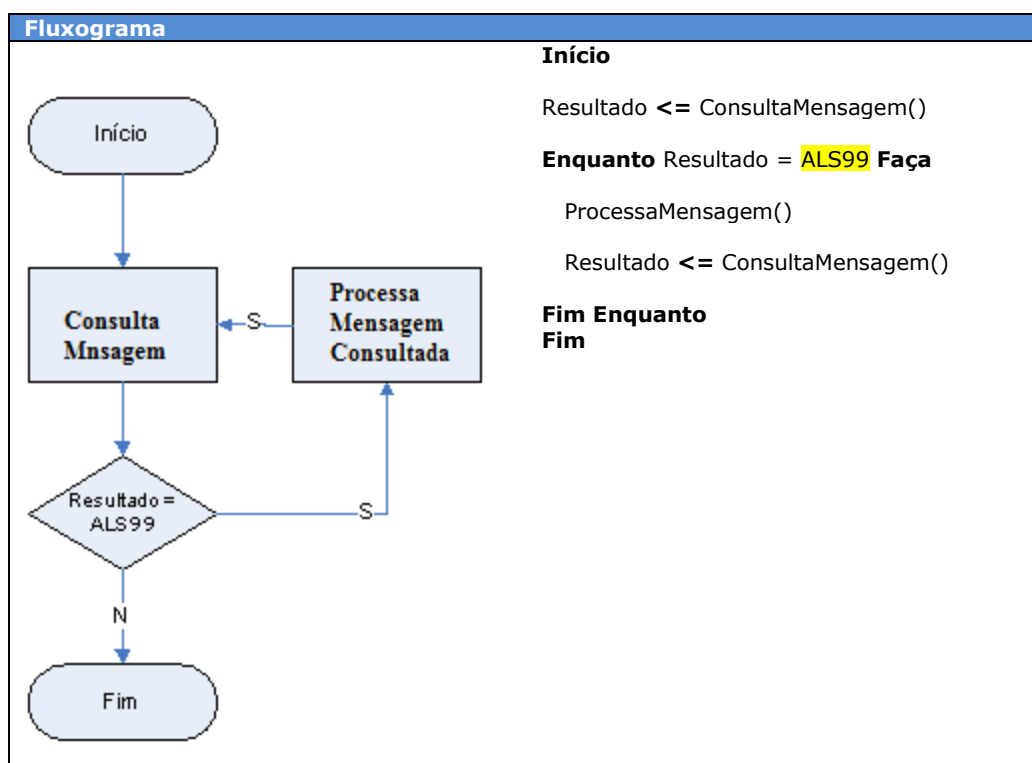 Fluxograma
Início
Consulta
Mnsagem
S
Processa
Mensagem
Consultada
Resultado =
ALS99
S
N
Fim
Início
Resultado <= ConsultaMensagem()
Enquanto Resultado = ALS99 Faça
ProcessaMensagem()
Resultado <= ConsultaMensagem()
Fim Enquanto
Fim